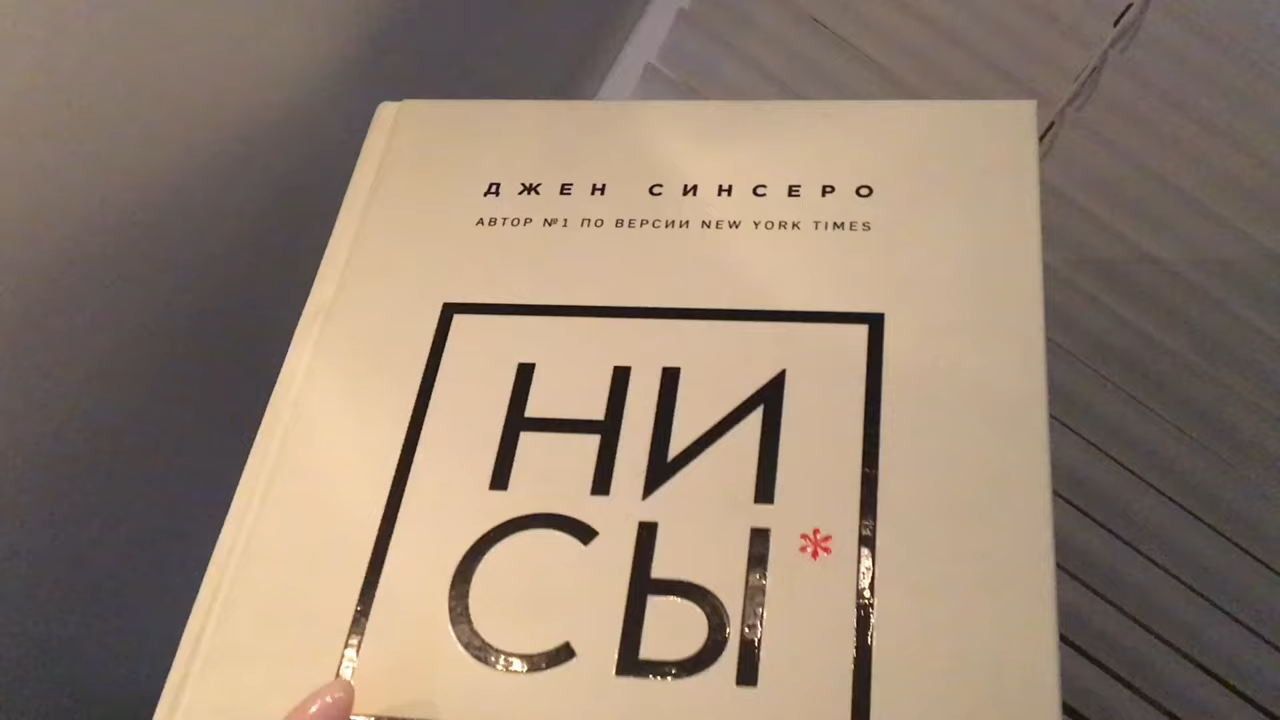 ДЖЕН СИНСЕРО
АВТОР №1 ПО ВЕРСИИ NEW YORK TIMES
НИ
СЫ*